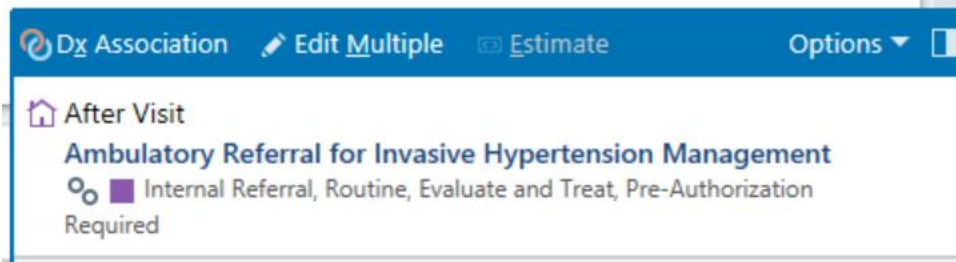 Dx Association Edit Multiple Estimate Options
After Visit
Ambulatory Referral for Invasive Hypertension Management
Internal Referral, Routine, Evaluate and Treat, Pre-Authorization
Required